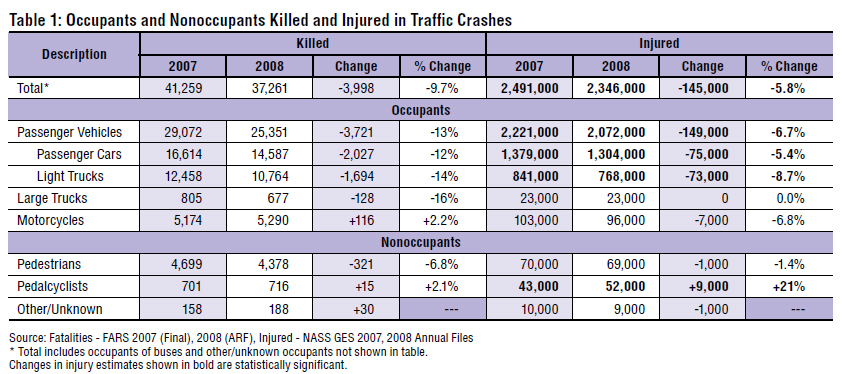 Table 1: Occupants and Nonoccupants Killed and Injured in Traffic Crashes
Description Killed Injured
2007 2008 Change % Change 2007 2008 Change % Change
Total* 41,259 37,261 -3,998 -9.7% 2,491,000 2,346,000 -145,000 -5.8%
Occupants
Passenger Vehicles 29,072 25,351 -3,721 -13% 2,221,000 2,072,000 -149,000 -6.7%
Passenger Cars 16,614 14,587 -2,027 -12% 1,379,000 1,304,000 -75,000 -5.4%
Light Trucks 12,458 10,764 -1,694 -14% 841,000 768,000 -73,000 -8.7%
Large Trucks 805 677 -128 -16% 23,000 23,000 0 0.0%
Motorcycles 5,174 5,290 +116 +2.2% 103,000 96,000 -7,000 -6.8%
Nonoccupants
Pedestrians 4,699 4,378 -321 -6.8% 70,000 69,000 -1,000 -1.4%
Pedalcyclists 701 716 +15 +2.1% 43,000 52,000 +9,000 +21%
Other/Unknown 158 188 +30 --- 10,000 9,000 -1,000 ---
Source: Fatalities - FARS 2007 (Final), 2008 (ARF), Injured - NASS GES 2007, 2008 Annual Files
* Total includes occupants of buses and other/unknown occupants not shown in table.
Changes in injury estimates shown in bold are statistically significant.